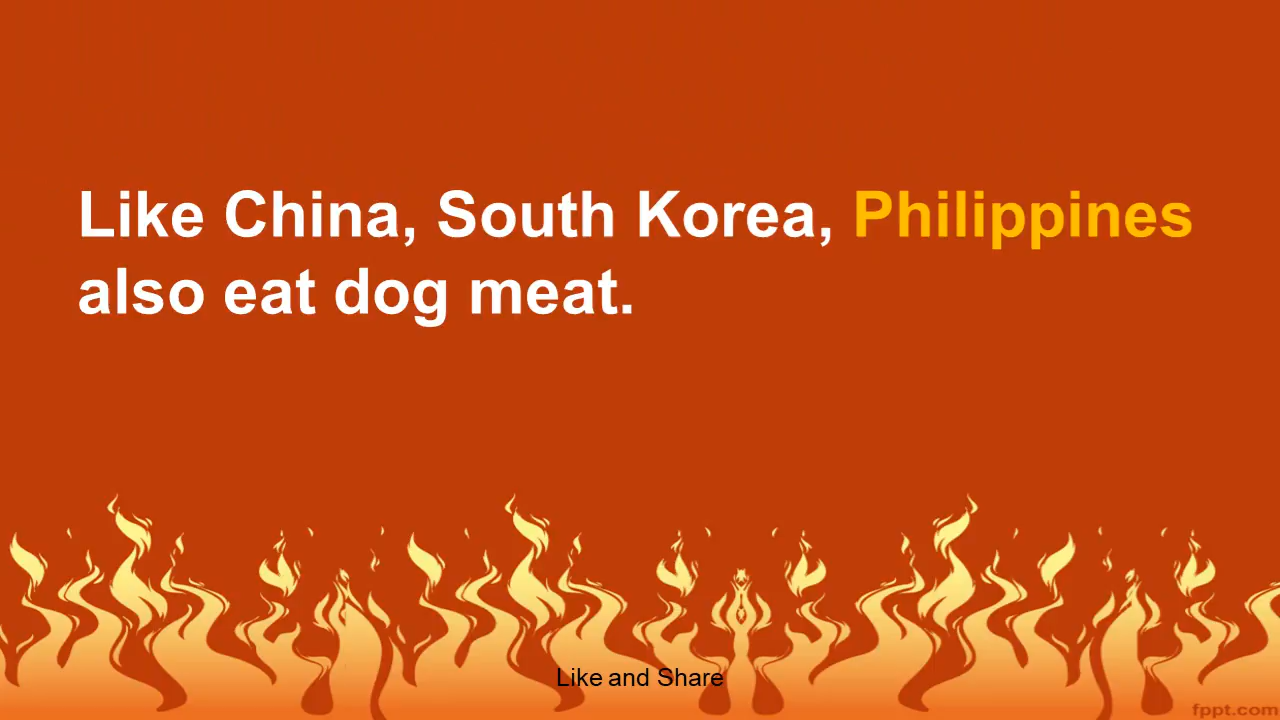 Like China, South Korea, Philippines
also eat dog meat.
Like and Share
fppt.com